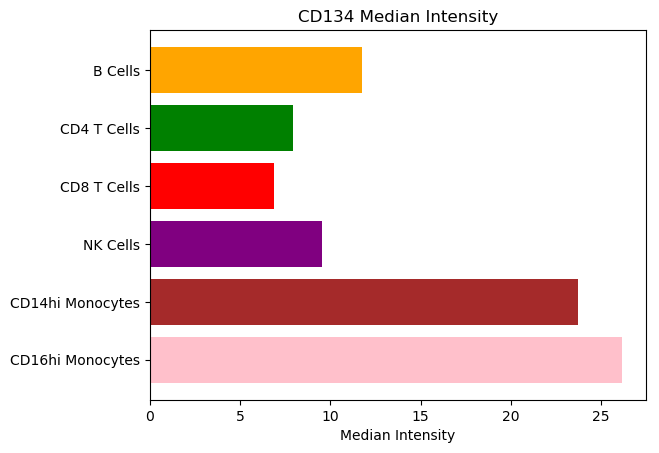 CD134 Median Intensity
B Cells
CD4 T Cells
CD8 T Cells
NK Cells
CD14hi Monocytes
CD16hi Monocytes
0 5 10 15 20 25
Median Intensity